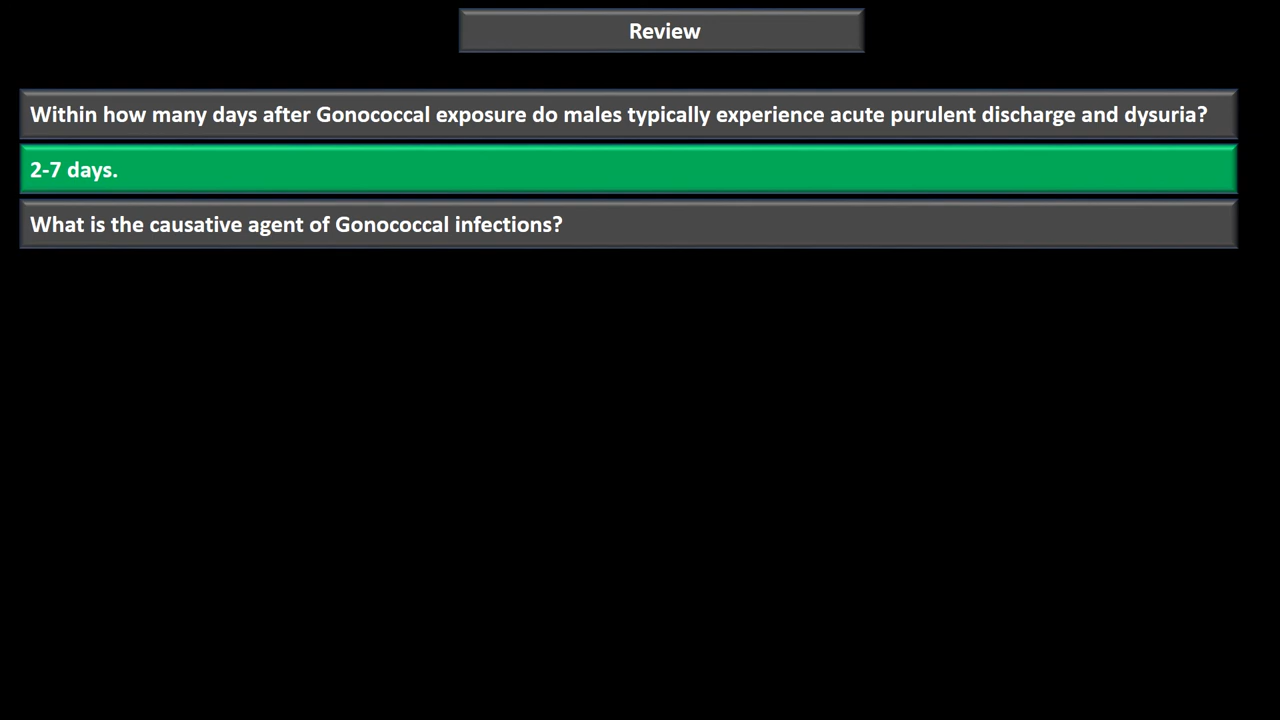 Review
Within how many days after Gonococcal exposure do males typically experience acute purulent discharge and dysuria?
2-7 days.
What is the causative agent of Gonococcal infections?